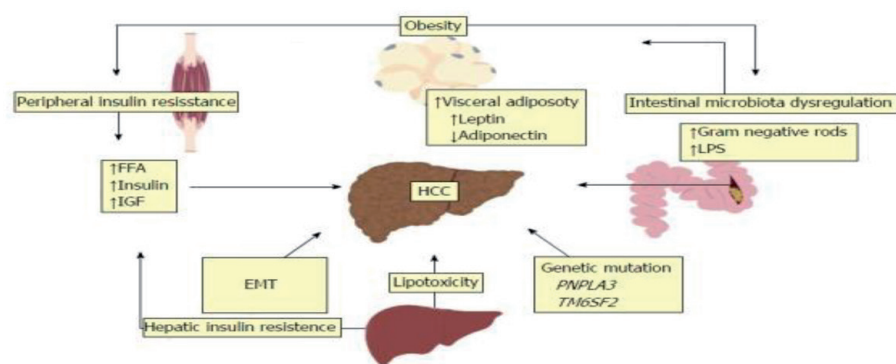 Obesity
Peripheral insulin resisstance
↑Visceral adiposoty
↑Leptin
↓Adiponectin
Intestinal microbiota dysregulation
↑Gram negative rods
↑LPS
↑FFA
↑Insulin
↑IGF
HCC
EMT
Lipotoxicity
Genetic mutation
PNPLA3
TM6SF2
Hepatic insulin resistence